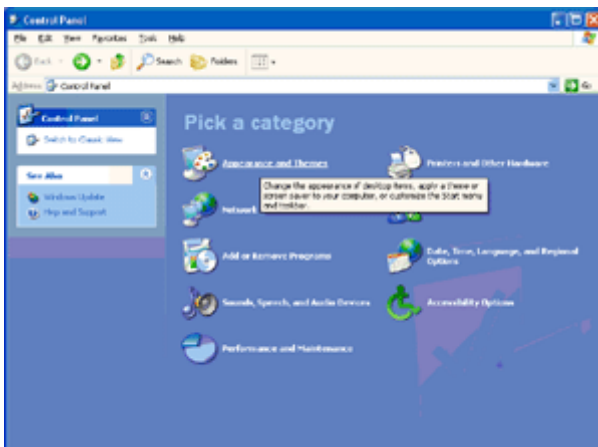 Control Panel
File Edit View Favorites Tools Help
Back Search Folders
Address Control Panel Go
Control Panel
Switch to Classic View
See Also
Windows Update
Help and Support
Pick a category
Appearance and Themes
Printers and Other Hardware
Change the appearance of desktop items, apply a theme or
screen saver to your computer, or customize the Start menu
and taskbar.
Network
Add or Remove Programs
Date, Time, Language, and Regional
Options
Sounds, Speech, and Audio Devices
Accessibility Options
Performance and Maintenance